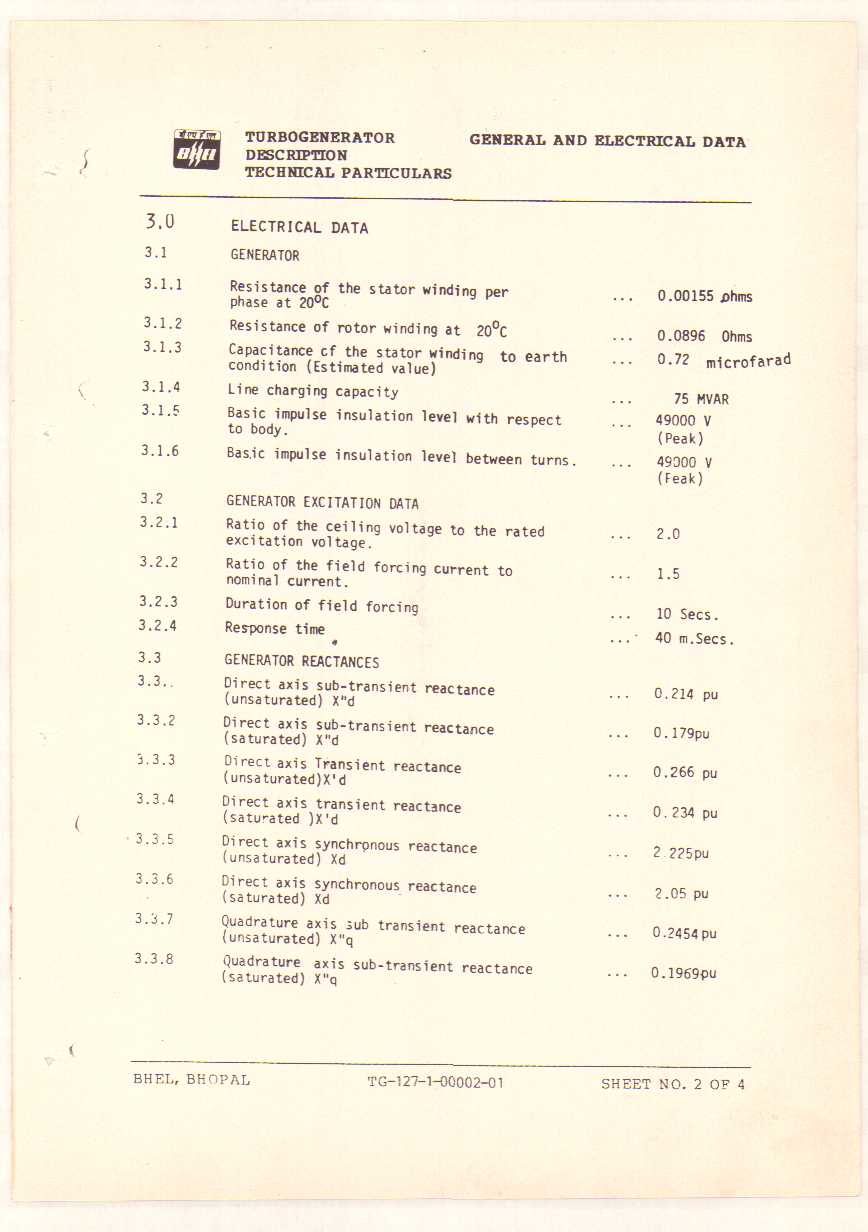 बीएचईएल
BHEL
TURBOGENERATOR GENERAL AND ELECTRICAL DATA
DESCRIPTION
TECHNICAL PARTICULARS
3.0 ELECTRICAL DATA
3.1 GENERATOR
3.1.1 Resistance of the stator winding per ... 0.00155 ohms
phase at 20⁰C
3.1.2 Resistance of rotor winding at 20⁰C ... 0.0896 Ohms
3.1.3 Capacitance of the stator winding to earth ... 0.72 microfarad
condition (Estimated value)
3.1.4 Line charging capacity ... 75 MVAR
3.1.5 Basic impulse insulation level with respect ... 49000 V
to body. (Peak)
3.1.6 Basic impulse insulation level between turns. ... 49000 V
(Peak)
3.2 GENERATOR EXCITATION DATA
3.2.1 Ratio of the ceiling voltage to the rated ... 2.0
excitation voltage.
3.2.2 Ratio of the field forcing current to ... 1.5
nominal current.
3.2.3 Duration of field forcing ... 10 Secs.
3.2.4 Response time ... 40 m.Secs.
3.3 GENERATOR REACTANCES
3.3.. Direct axis sub-transient reactance ... 0.214 pu
(unsaturated) X"d
3.3.2 Direct axis sub-transient reactance ... 0.179pu
(saturated) X"d
3.3.3 Direct axis Transient reactance ... 0.266 pu
(unsaturated)X'd
3.3.4 Direct axis transient reactance ... 0.234 pu
(saturated )X'd
3.3.5 Direct axis synchronous reactance ... 2.225pu
(unsaturated) Xd
3.3.6 Direct axis synchronous reactance ... 2.05 pu
(saturated) Xd
3.3.7 Quadrature axis sub transient reactance ... 0.2454pu
(unsaturated) X"q
3.3.8 Quadrature axis sub-transient reactance ... 0.1969pu
(saturated) X"q
BHEL, BHOPAL TG-127-1-00002-01 SHEET NO. 2 OF 4